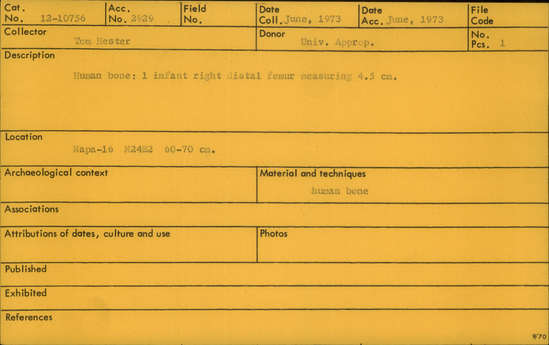 Cat. No. 12-10756 Acc. No. 2929 Field No. Date Coll. June, 1973 Date Acc. June, 1973 File Code
Collector Tom Hester Donor Univ. Approp. No. Pcs. 1
Description
Human bone: 1 infant right distal femur measuring 4.5 cm.
Location
Napa-16 N24E2 60-70 cm.
Archaeological context Material and techniques
human bone
Associations
Attributions of dates, culture and use Photos
Published
Exhibited
References
9/70